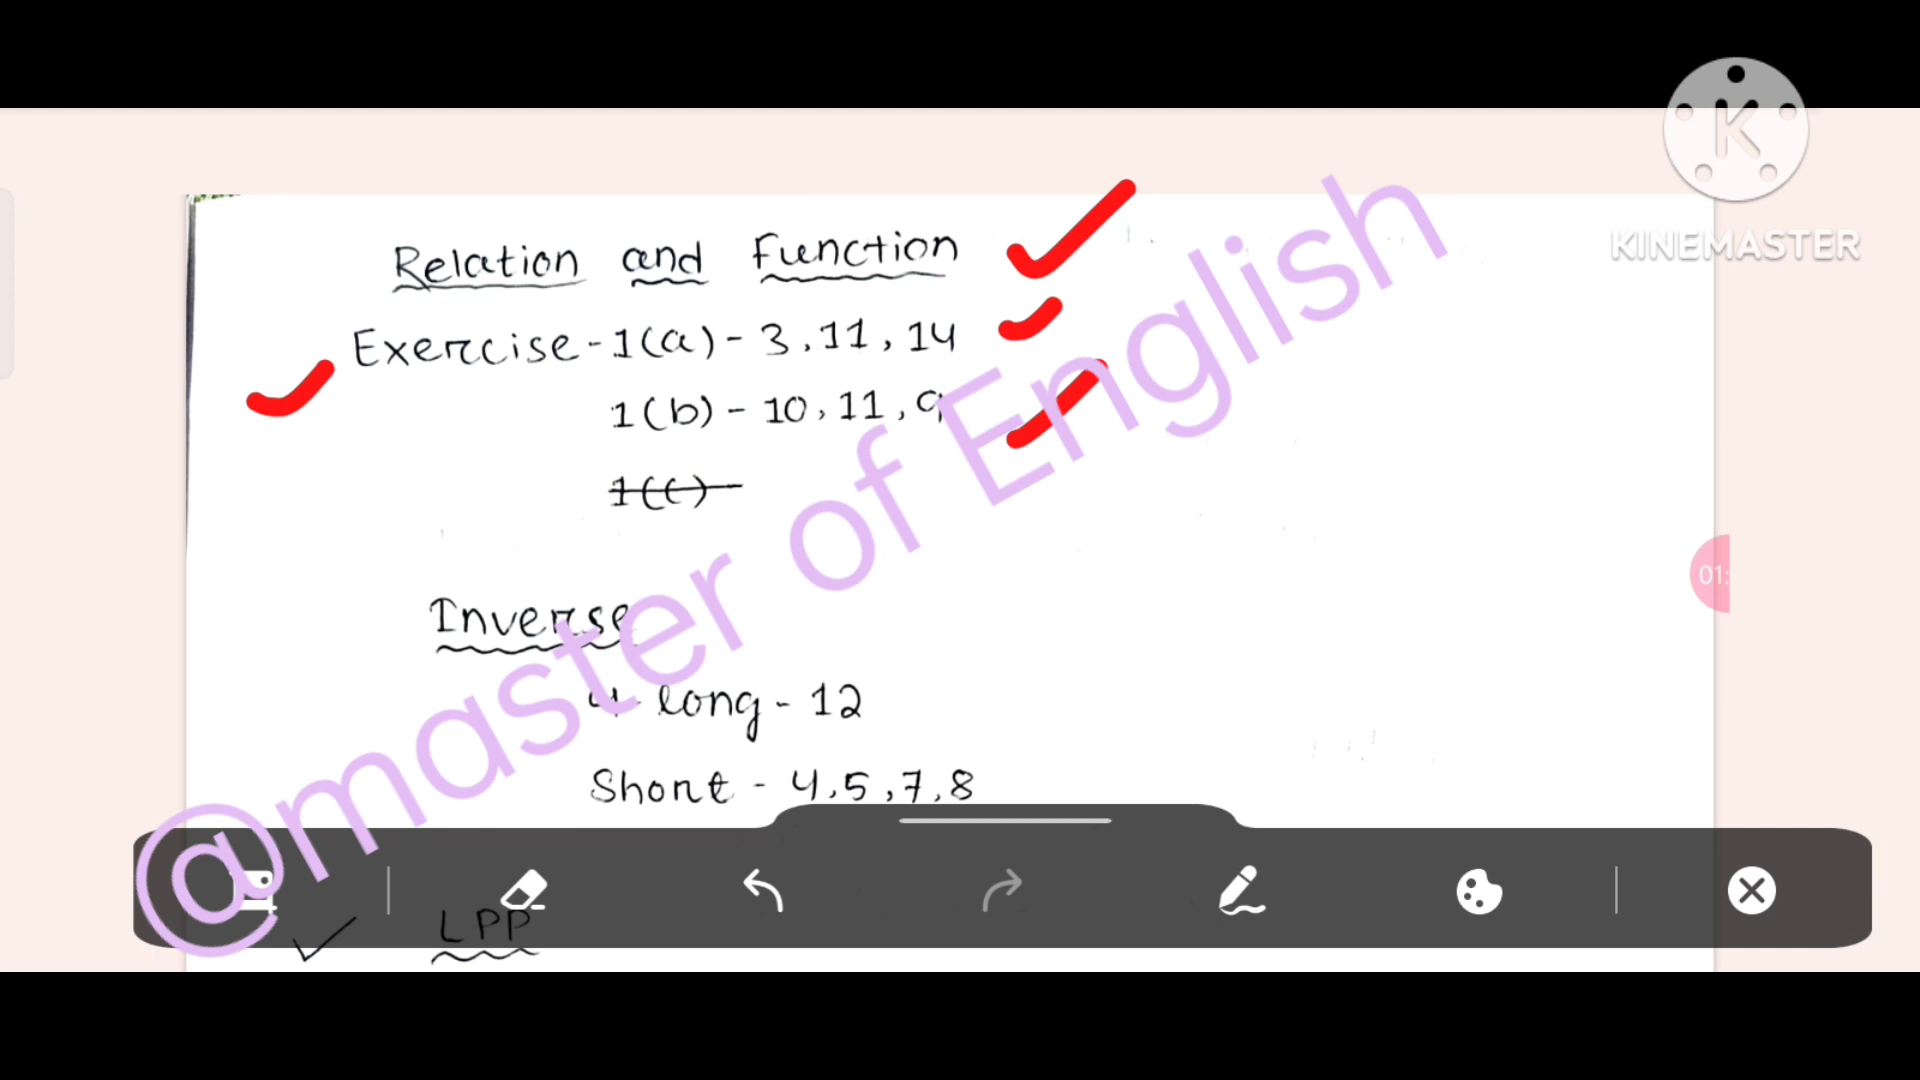 KINEMASTER
Relation and Function
Exercise - 1(a) - 3, 11, 14
1(b) - 10, 11, 9
1(c) -
Inverse
long - 12
Short - 4, 5, 7, 8
LPP
@master of English
01: